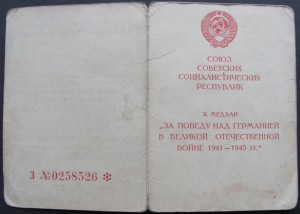 З №0258526 *
СОЮЗ
СОВЕТСКИХ
СОЦИАЛИСТИЧЕСКИХ
РЕСПУБЛИК
К МЕДАЛИ
„ЗА ПОБЕДУ НАД ГЕРМАНИЕЙ
В ВЕЛИКОЙ ОТЕЧЕСТВЕННОЙ
ВОЙНЕ 1941—1945 гг."